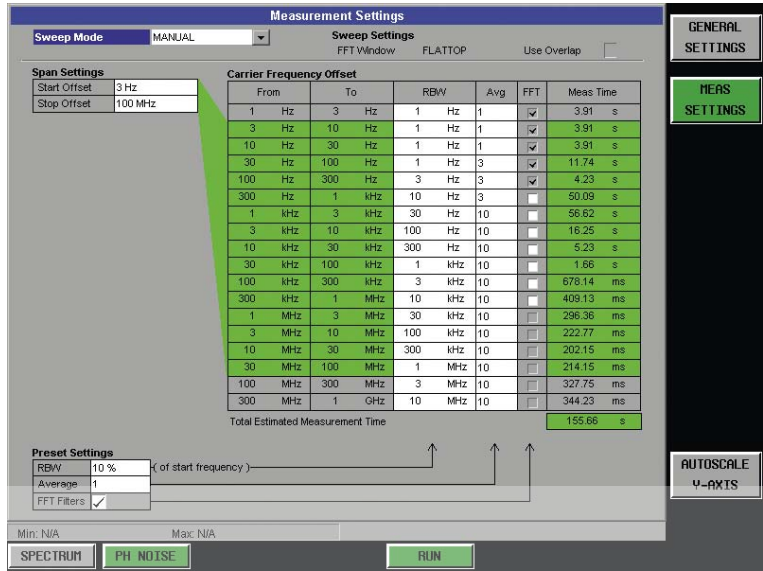 Measurement Settings
Sweep Mode MANUAL
Sweep Settings
FFT Window FLATTOP Use Overlap
Span Settings
Start Offset 3 Hz
Stop Offset 100 MHz
Carrier Frequency Offset
From To RBW Avg FFT Meas Time
1 Hz 3 Hz 1 Hz 1 3.91 s
3 Hz 10 Hz 1 Hz 1 3.91 s
10 Hz 30 Hz 1 Hz 1 3.91 s
30 Hz 100 Hz 1 Hz 3 11.74 s
100 Hz 300 Hz 3 Hz 3 4.23 s
300 Hz 1 kHz 10 Hz 3 50.09 s
1 kHz 3 kHz 30 Hz 10 56.62 s
3 kHz 10 kHz 100 Hz 10 16.25 s
10 kHz 30 kHz 300 Hz 10 5.23 s
30 kHz 100 kHz 1 kHz 10 1.66 s
100 kHz 300 kHz 3 kHz 10 678.14 ms
300 kHz 1 MHz 10 kHz 10 409.13 ms
1 MHz 3 MHz 30 kHz 10 296.36 ms
3 MHz 10 MHz 100 kHz 10 222.77 ms
10 MHz 30 MHz 300 kHz 10 202.15 ms
30 MHz 100 MHz 1 MHz 10 214.15 ms
100 MHz 300 MHz 3 MHz 10 327.75 ms
300 MHz 1 GHz 10 MHz 10 344.23 ms
Total Estimated Measurement Time 155.66 s
Preset Settings
RBW 10 % ( of start frequency )
Average 1
FFT Filters
Min: N/A Max: N/A
SPECTRUM PH NOISE RUN
GENERAL
SETTINGS
MEAS
SETTINGS
AUTOSCALE
Y-AXIS